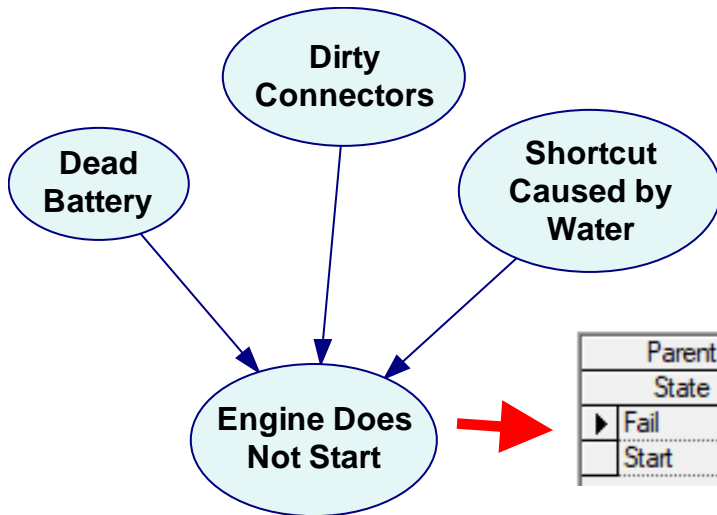 Dirty
Connectors
Dead
Battery
Shortcut
Caused by
Water
Engine Does
Not Start
Parent
State
Fail
Start